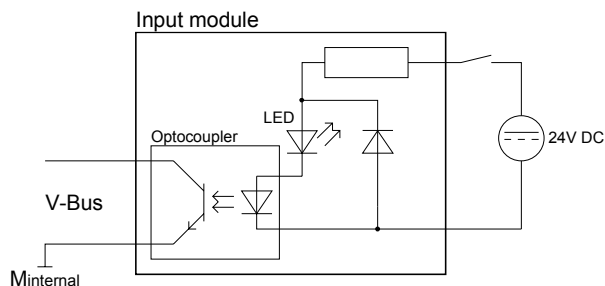 Input module
LED
Optocoupler
24V DC
V-Bus
Minternal